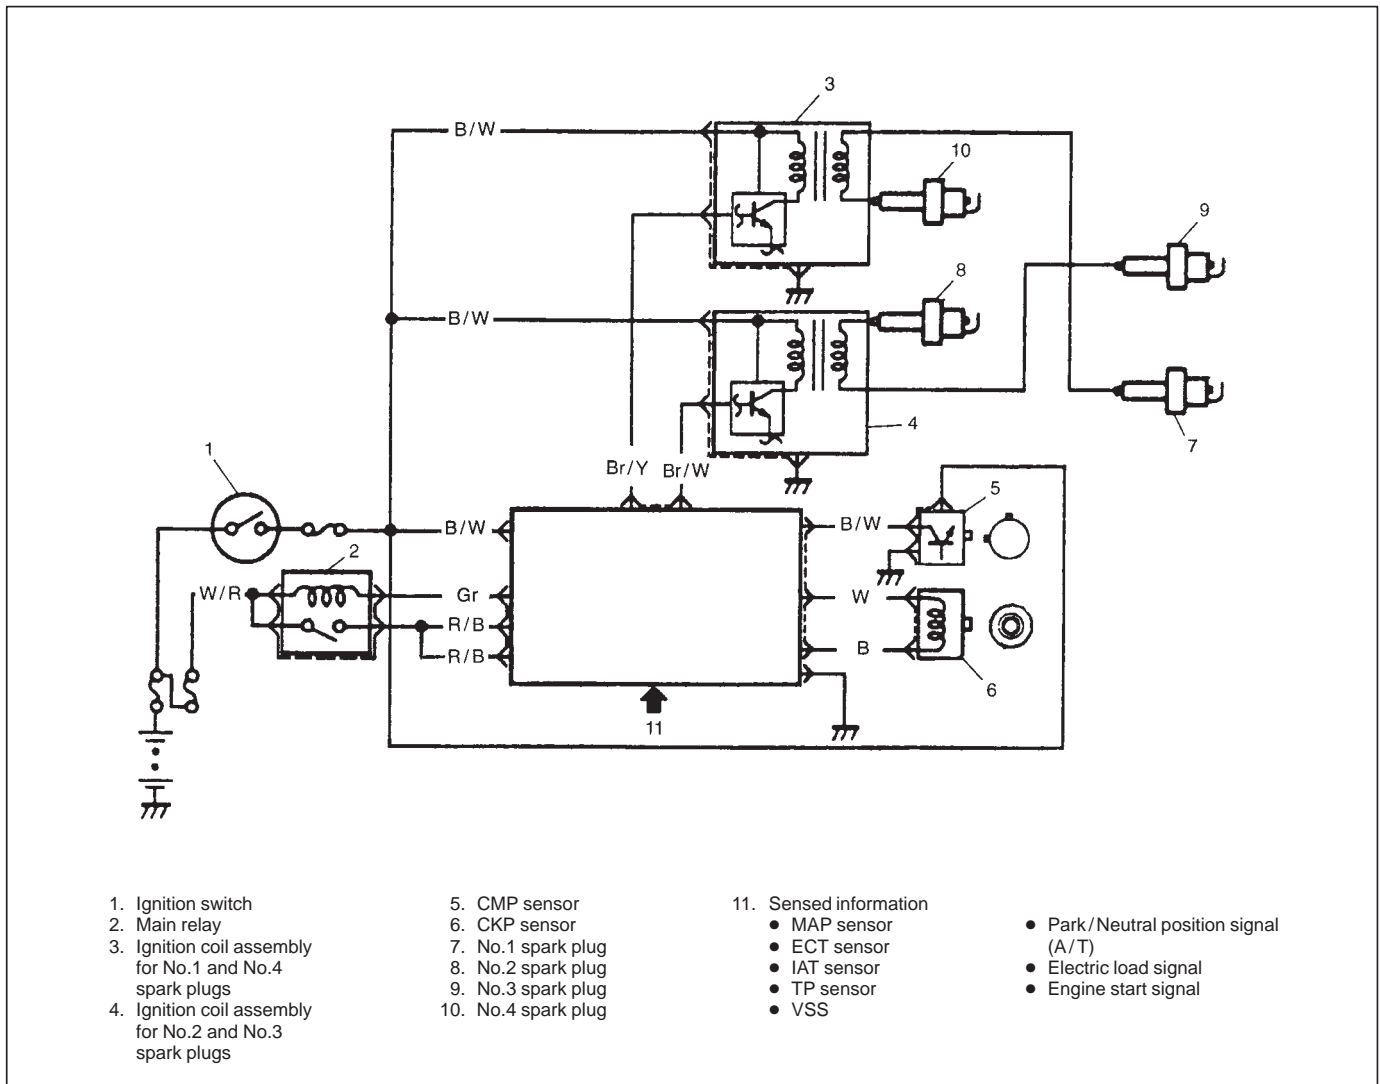 3
B/W
10
9
8
B/W
4
7
1
Br/Y
Br/W
5
B/W
B/W
2
W/R
Gr
W
R/B
B
R/B
6
11
1. Ignition switch
2. Main relay
3. Ignition coil assembly
for No.1 and No.4
spark plugs
4. Ignition coil assembly
for No.2 and No.3
spark plugs
5. CMP sensor
6. CKP sensor
7. No.1 spark plug
8. No.2 spark plug
9. No.3 spark plug
10. No.4 spark plug
11. Sensed information
● MAP sensor
● ECT sensor
● IAT sensor
● TP sensor
● VSS
● Park/Neutral position signal
(A/T)
● Electric load signal
● Engine start signal